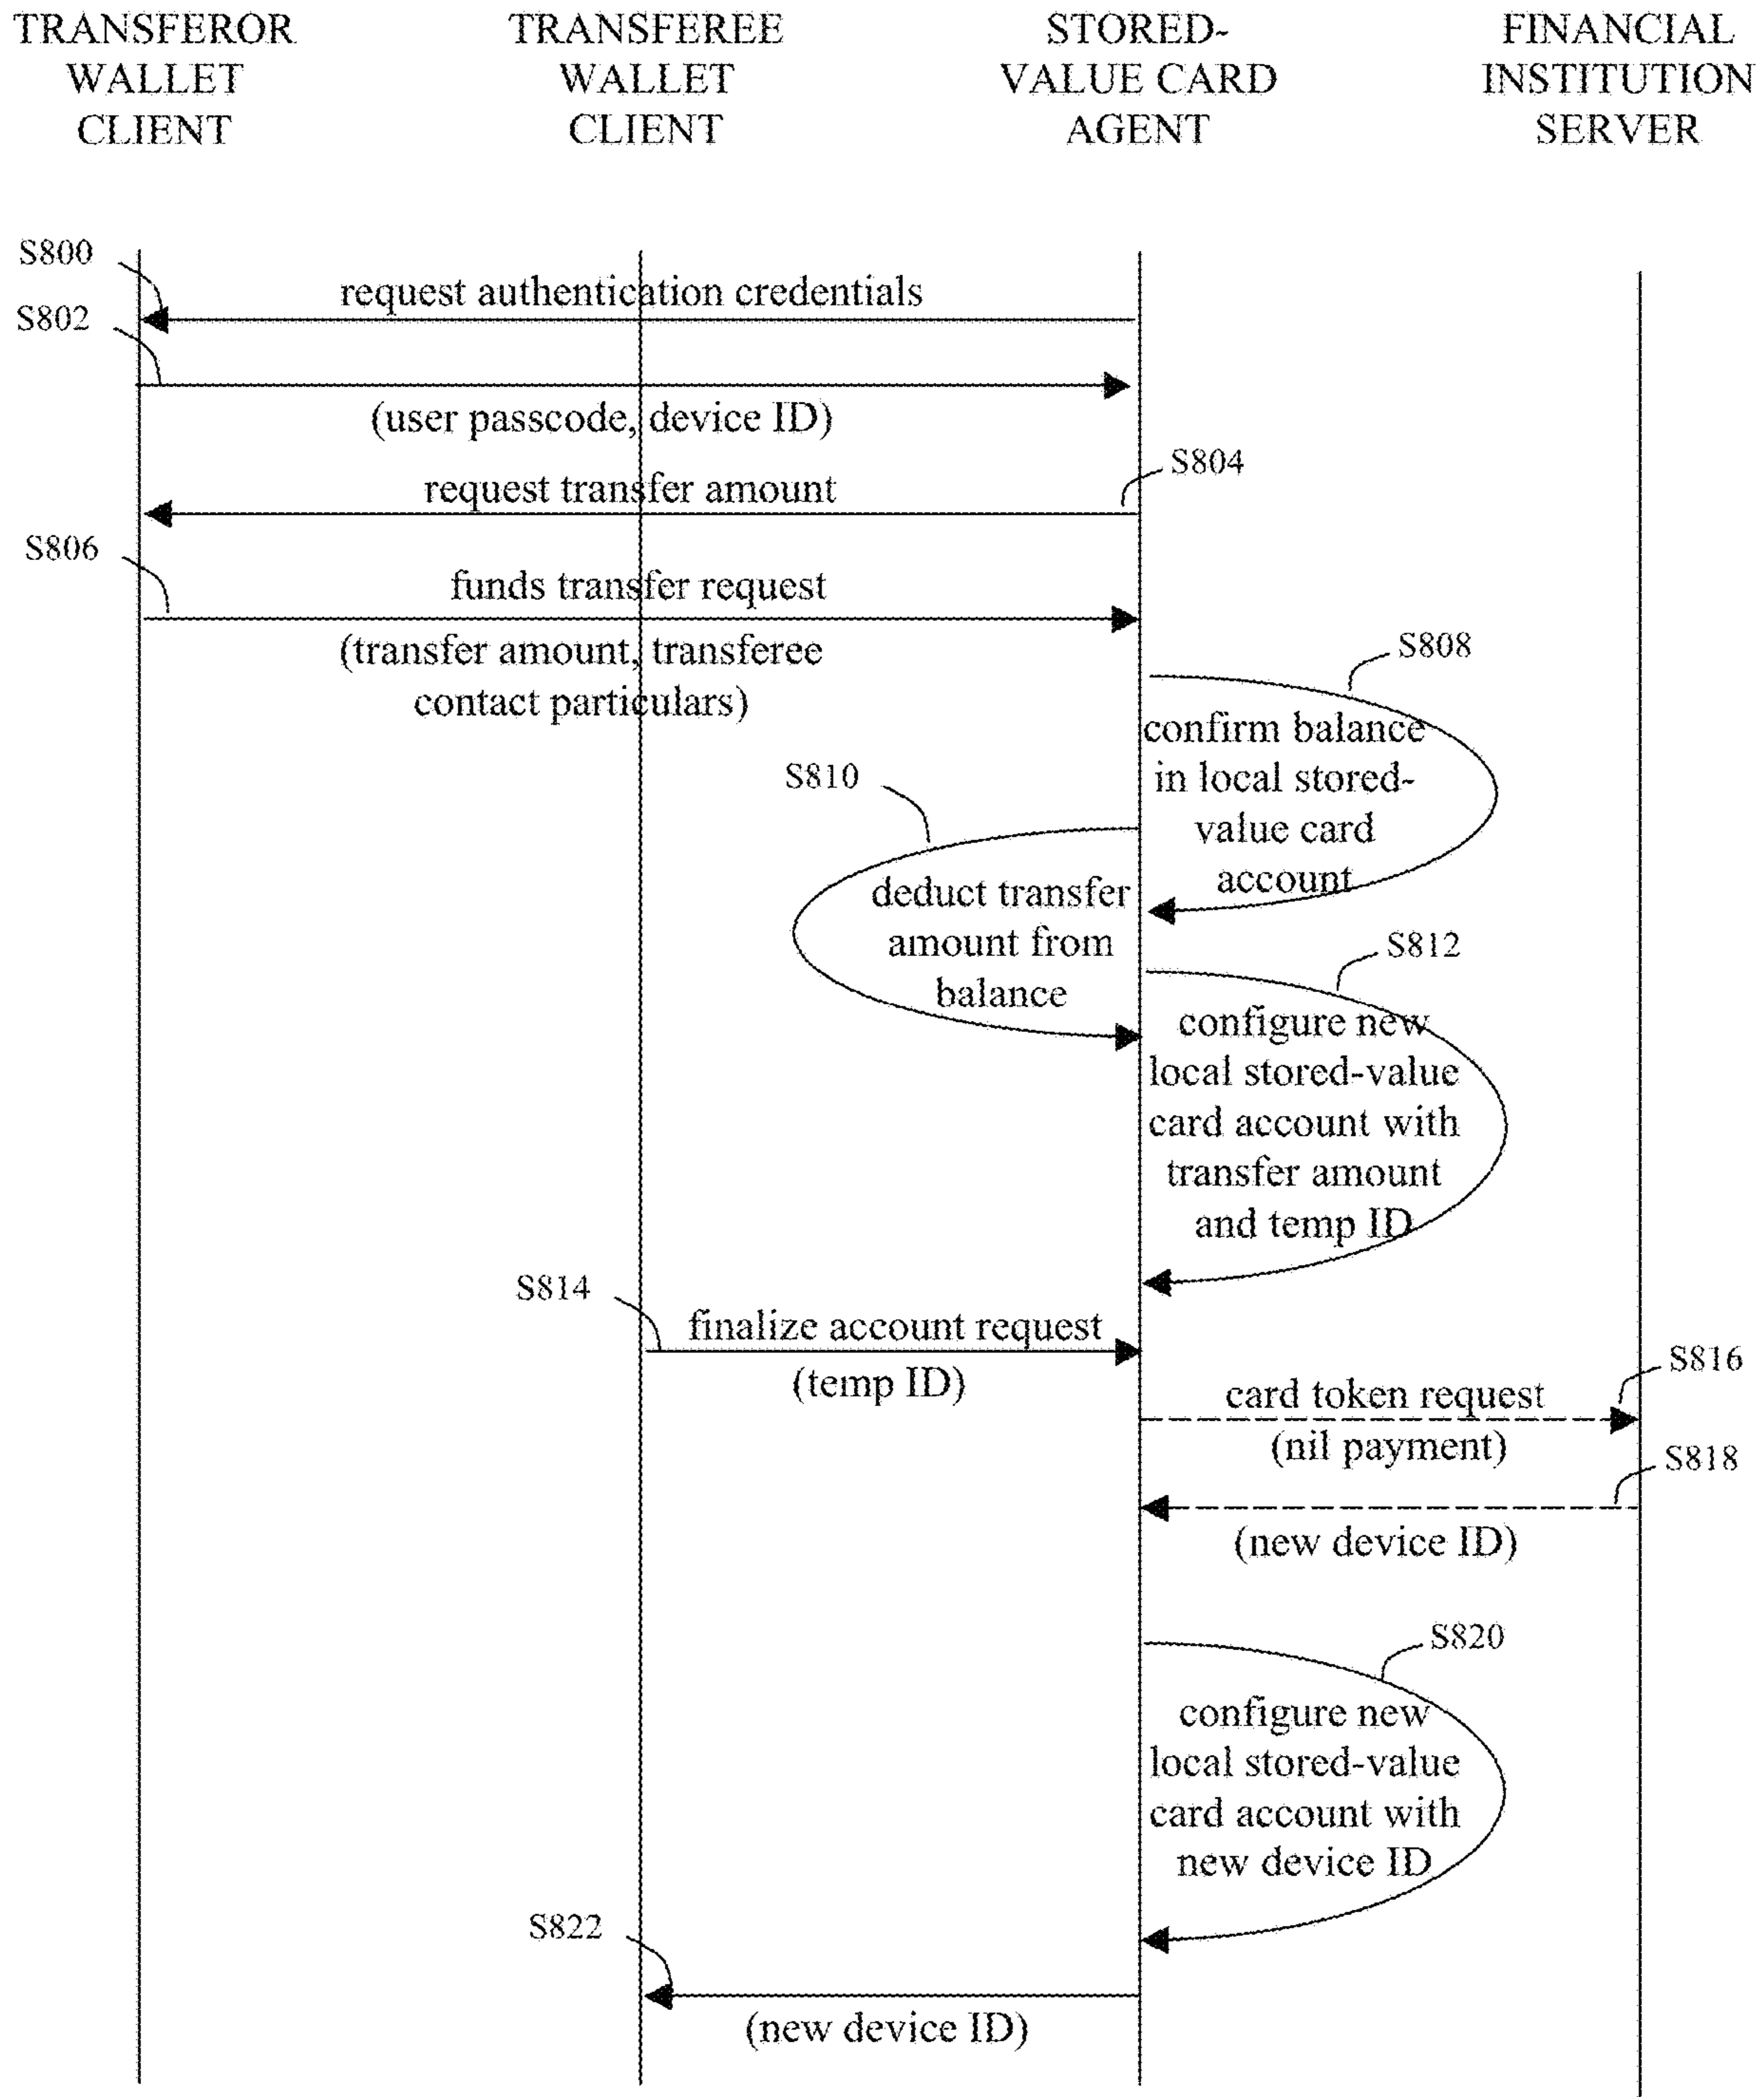 TRANSFEROR
WALLET
CLIENT
TRANSFEREE
WALLET
CLIENT
STORED-
VALUE CARD
AGENT
FINANCIAL
INSTITUTION
SERVER
S800
request authentication credentials
S802
(user passcode, device ID)
S804
request transfer amount
S806
funds transfer request
(transfer amount, transferee
contact particulars)
S808
confirm balance
in local stored-
value card
account
S810
deduct transfer
amount from
balance
S812
configure new
local stored-value
card account with
transfer amount
and temp ID
S814
finalize account request
(temp ID)
S816
card token request
(nil payment)
S818
(new device ID)
S820
configure new
local stored-value
card account with
new device ID
S822
(new device ID)